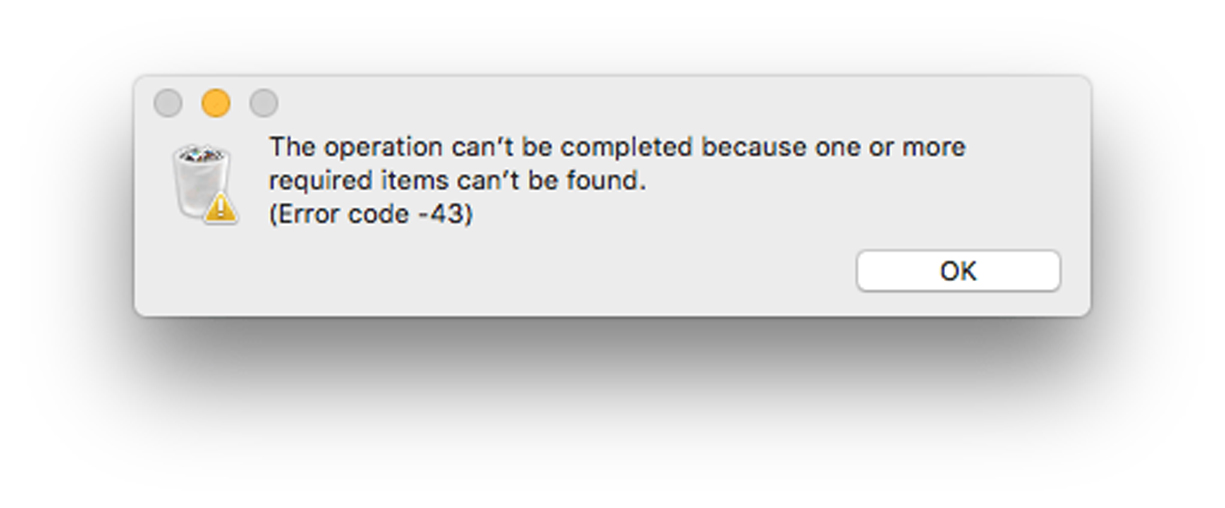 The operation can’t be completed because one or more
required items can’t be found.
(Error code -43)
OK